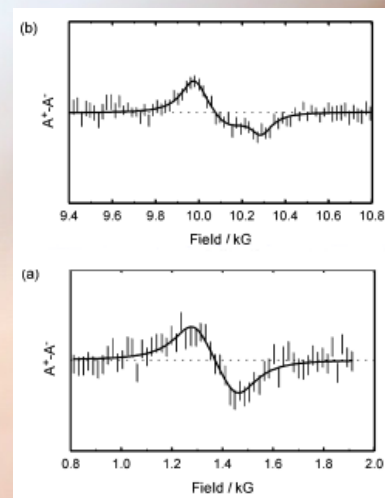 (b)
A⁺-A⁻
9.4 9.6 9.8 10.0 10.2 10.4 10.6 10.8
Field / kG
(a)
A⁺-A⁻
0.8 1.0 1.2 1.4 1.6 1.8 2.0
Field / kG